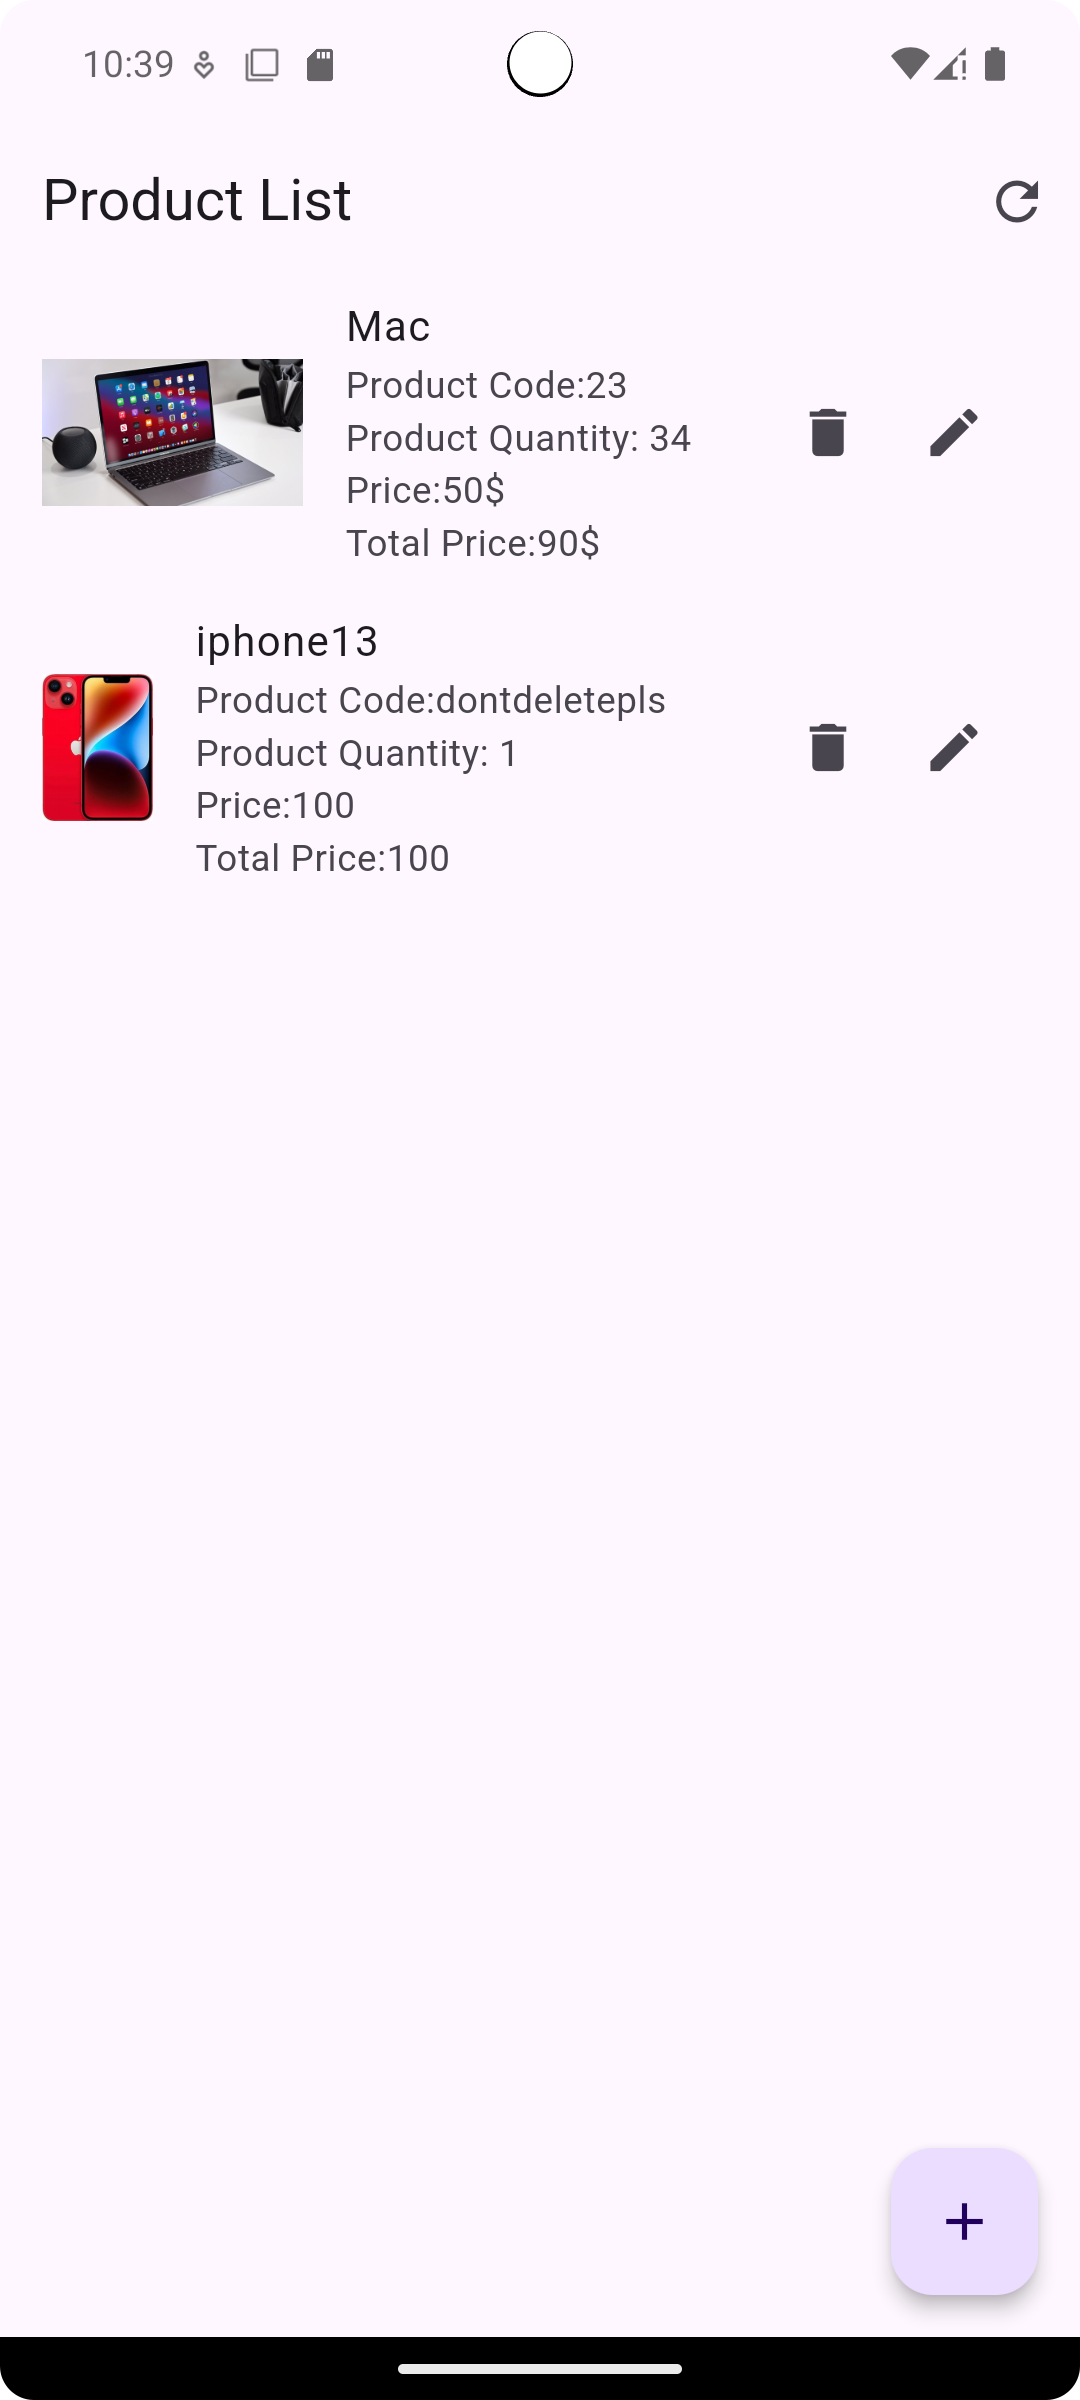 10:39
Product List
Mac
Product Code:23
Product Quantity: 34
Price:50$
Total Price:90$
iphone13
Product Code:dontdeletepls
Product Quantity: 1
Price:100
Total Price:100